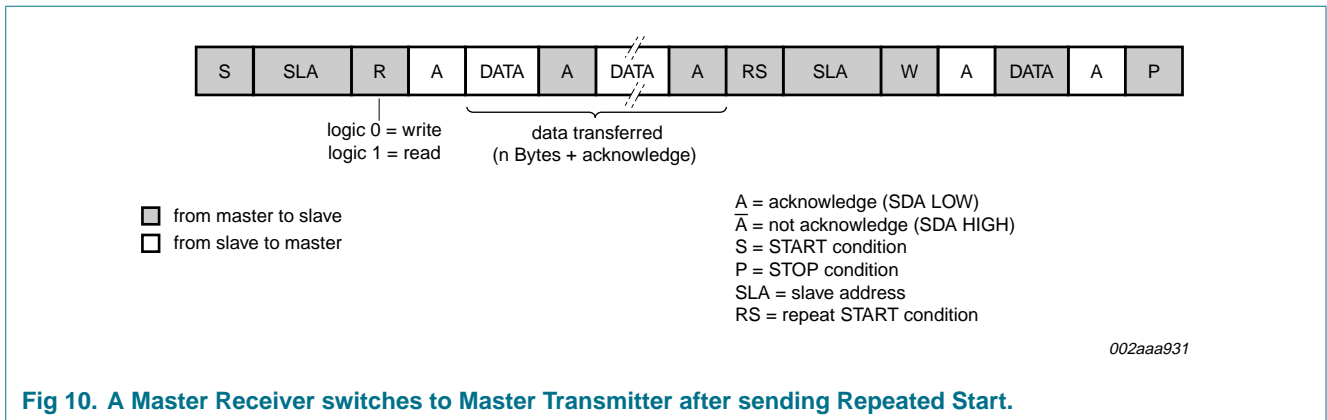 S SLA R A DATA A DATA A RS SLA W A DATA A P
logic 0 = write
logic 1 = read
data transferred
(n Bytes + acknowledge)
from master to slave
from slave to master
A = acknowledge (SDA LOW)
A̅ = not acknowledge (SDA HIGH)
S = START condition
P = STOP condition
SLA = slave address
RS = repeat START condition
002aaa931
Fig 10. A Master Receiver switches to Master Transmitter after sending Repeated Start.